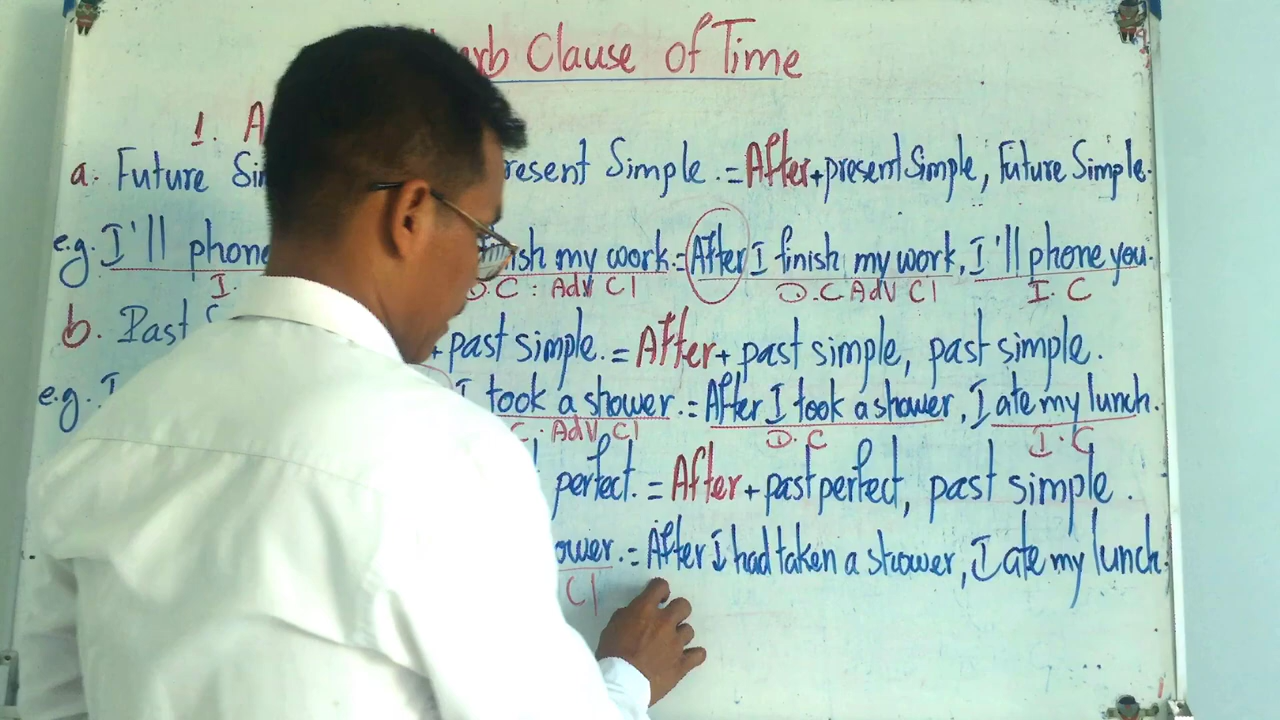 Clause of Time
1.
a. Future resent Simple. = After + present Simple, Future Simple.
e.g. I'll phone ish my work. = After I finish my work, I'll phone you.
I. D.C : Adv Cl D.C Adv Cl I.C
b. Past + past simple. = After + past simple, past simple.
e.g. I I took a shower. = After I took a shower, I ate my lunch.
C : Adv Cl D.C I.C
perfect. = After + past perfect, past simple.
ower. = After I had taken a shower, I ate my lunch.
Cl